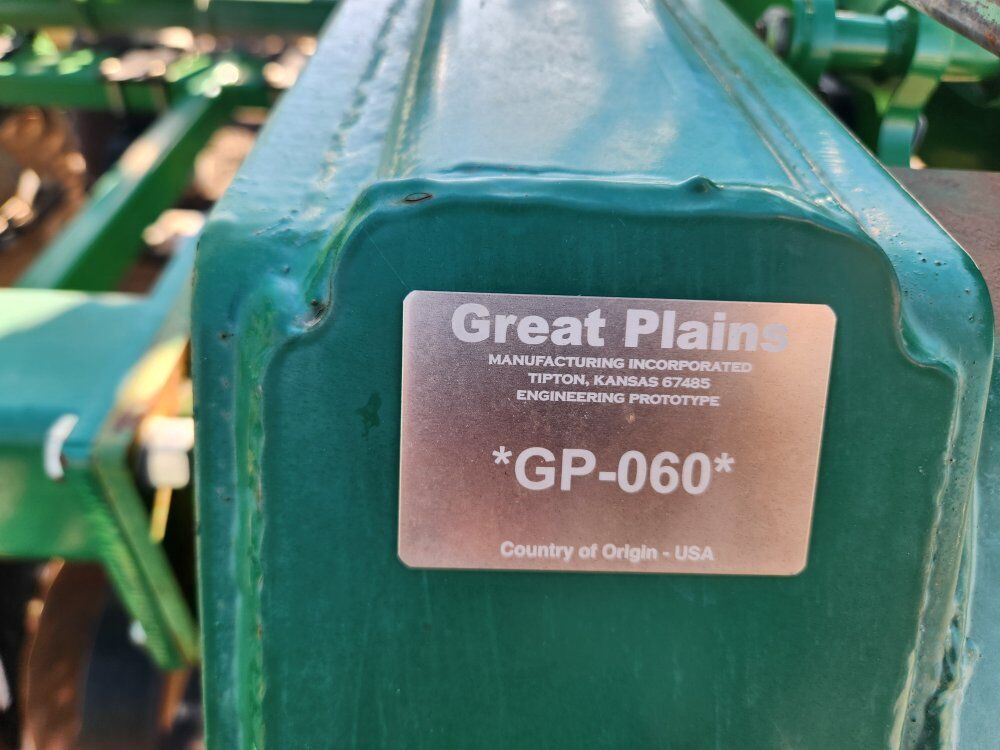 Great Plains
MANUFACTURING INCORPORATED
TIPTON, KANSAS 67485
ENGINEERING PROTOTYPE
*GP-060*
Country of Origin - USA